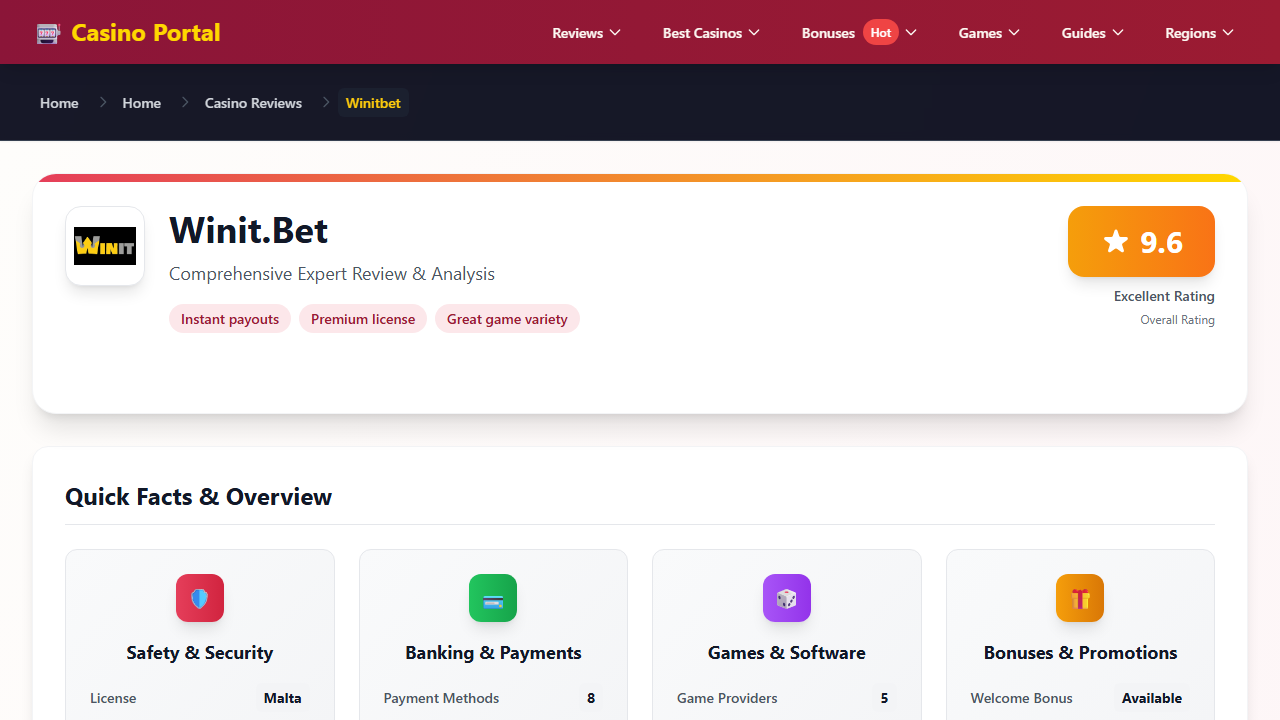 Casino Portal
Reviews
Best Casinos
Bonuses
Hot
Games
Guides
Regions
Home
Home
Casino Reviews
Winitbet
WINIT
Winit.Bet
Comprehensive Expert Review & Analysis
Instant payouts
Premium license
Great game variety
9.6
Excellent Rating
Overall Rating
Quick Facts & Overview
Safety & Security
License
Malta
Banking & Payments
Payment Methods
8
Games & Software
Game Providers
5
Bonuses & Promotions
Welcome Bonus
Available